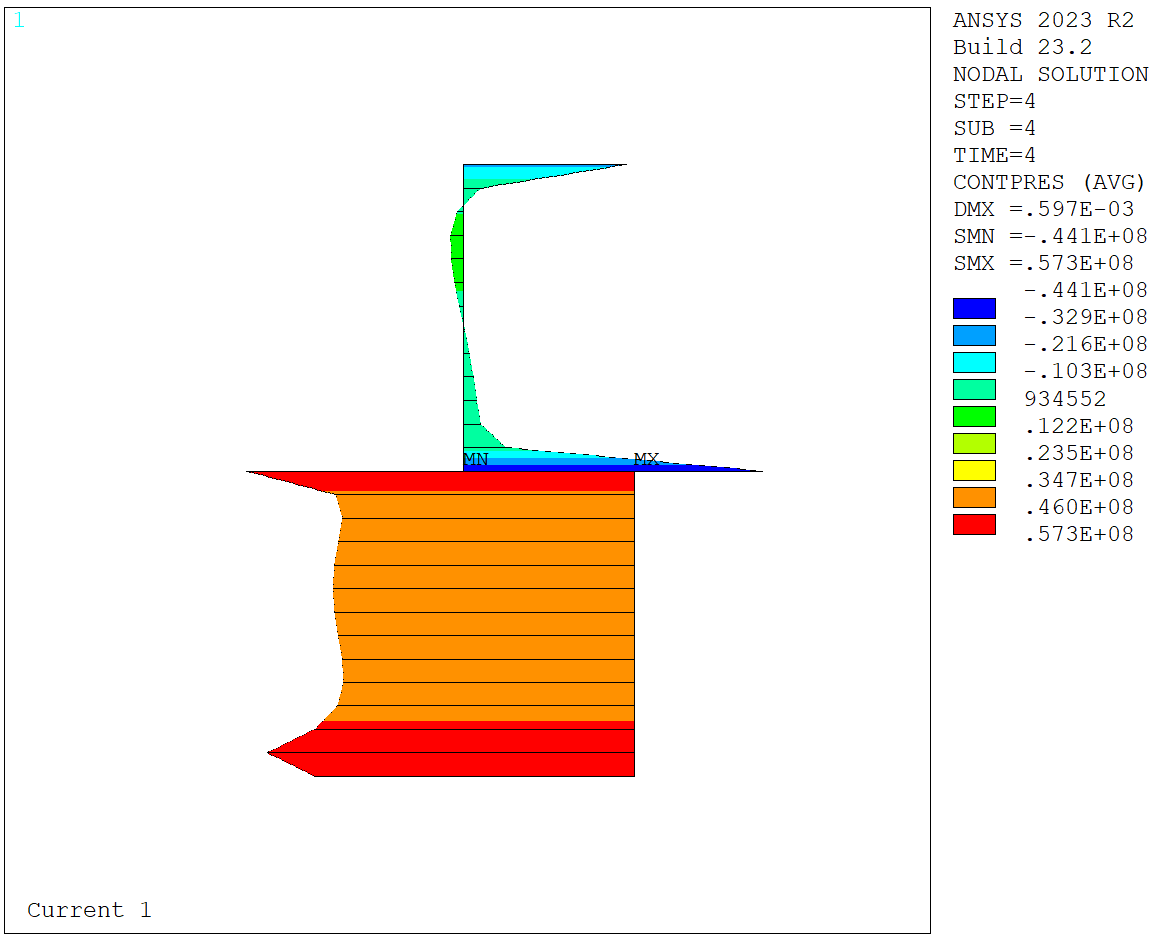 1
ANSYS 2023 R2
Build 23.2
NODAL SOLUTION
STEP=4
SUB =4
TIME=4
CONTPRES (AVG)
DMX =.597E-03
SMN =-.441E+08
SMX =.573E+08
-.441E+08
-.329E+08
-.216E+08
-.103E+08
934552
.122E+08
.235E+08
.347E+08
.460E+08
.573E+08
MN MX
Current 1